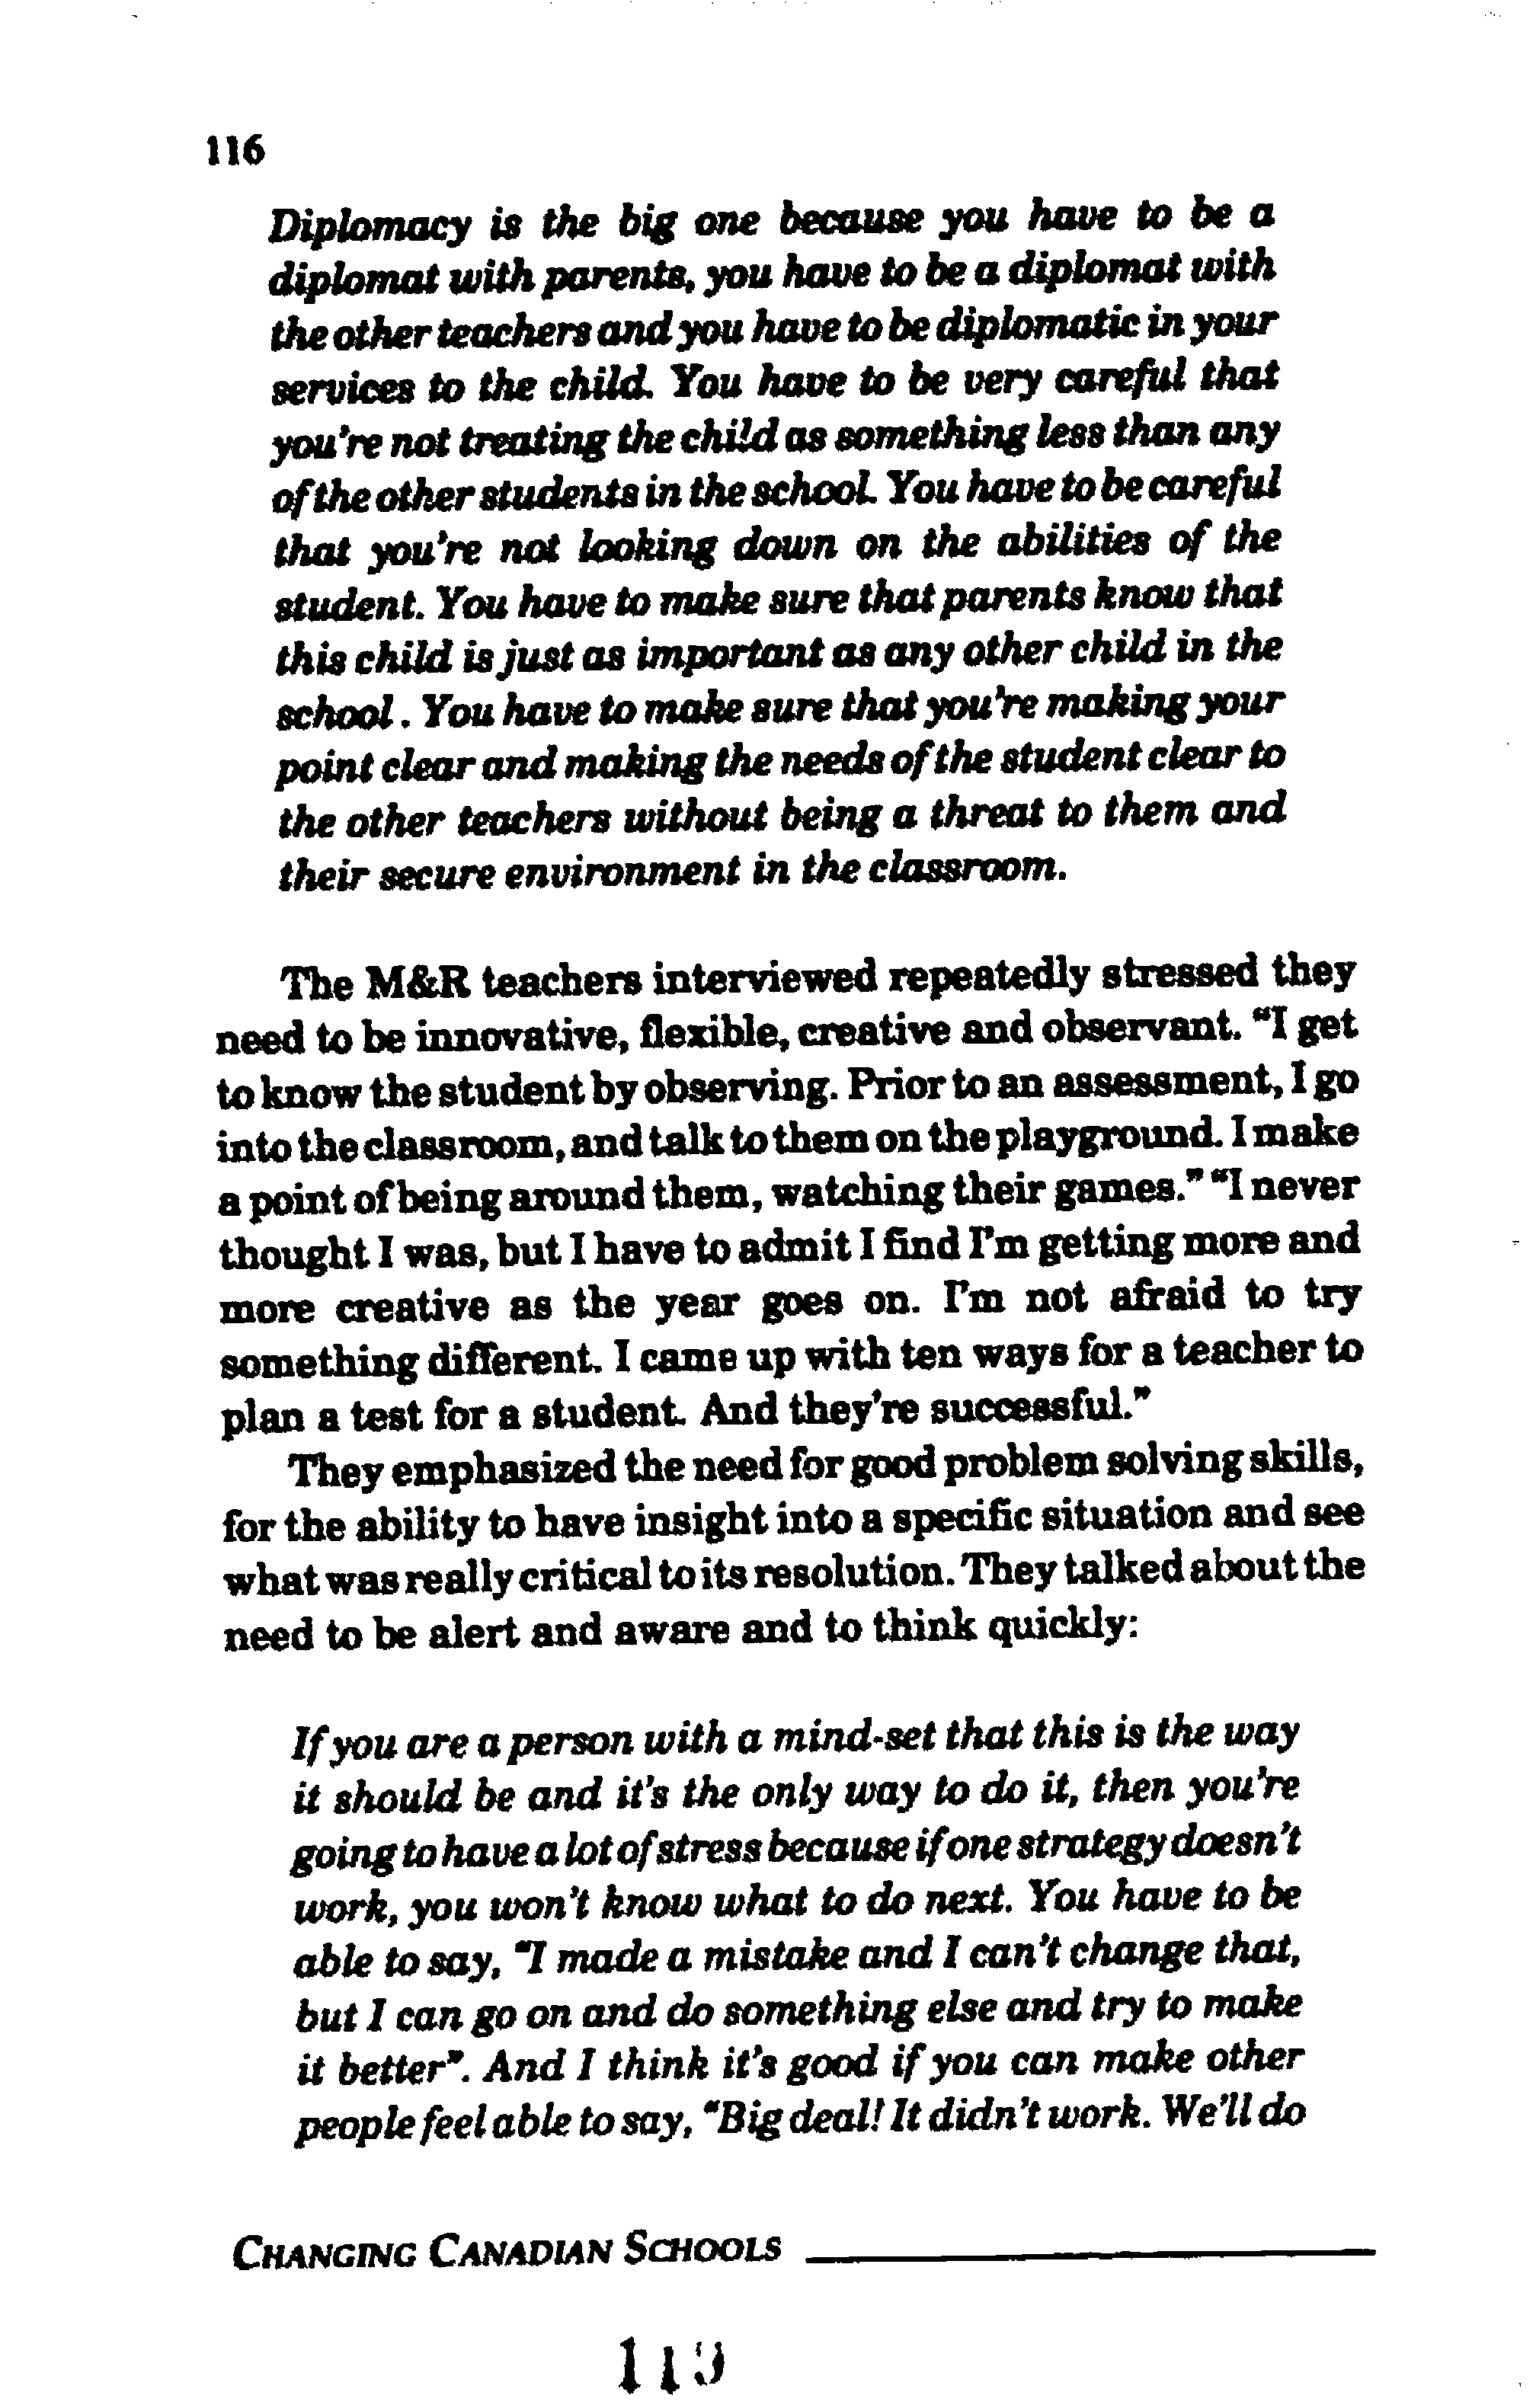 116
Diplomacy is the big one because you have to be a
diplomat with parents, you have to be a diplomat with
the other teachers and you have to be diplomatic in your
services to the child. You have to be very careful that
you're not treating the child as something less than any
of the other students in the school. You have to be careful
that you're not looking down on the abilities of the
student. You have to make sure that parents know that
this child is just as important as any other child in the
school. You have to make sure that you're making your
point clear and making the needs of the student clear to
the other teachers without being a threat to them and
their secure environment in the classroom.
The M&R teachers interviewed repeatedly stressed they
need to be innovative, flexible, creative and observant. "I get
to know the student by observing. Prior to an assessment, I go
into the classroom, and talk to them on the playground. I make
a point of being around them, watching their games." "I never
thought I was, but I have to admit I find I'm getting more and
more creative as the year goes on. I'm not afraid to try
something different. I came up with ten ways for a teacher to
plan a test for a student. And they're successful."
They emphasized the need for good problem solving skills,
for the ability to have insight into a specific situation and see
what was really critical to its resolution. They talked about the
need to be alert and aware and to think quickly:
If you are a person with a mind-set that this is the way
it should be and it's the only way to do it, then you're
going to have a lot of stress because if one strategy doesn't
work, you won't know what to do next. You have to be
able to say, "I made a mistake and I can't change that,
but I can go on and do something else and try to make
it better". And I think it's good if you can make other
people feel able to say, "Big deal! It didn't work. We'll do
CHANGING CANADIAN SCHOOLS